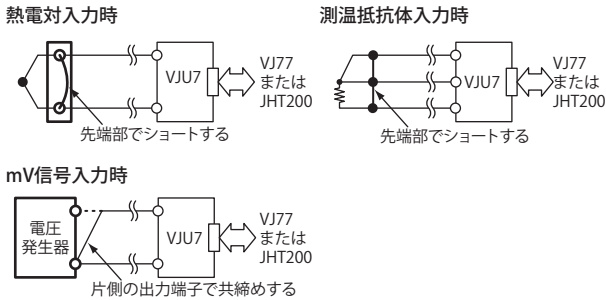 熱電対入力時
VJU7
VJ77
または
JHT200
先端部でショートする
測温抵抗体入力時
VJU7
VJ77
または
JHT200
先端部でショートする
mV信号入力時
電圧
発生器
VJU7
VJ77
または
JHT200
片側の出力端子で共締めする